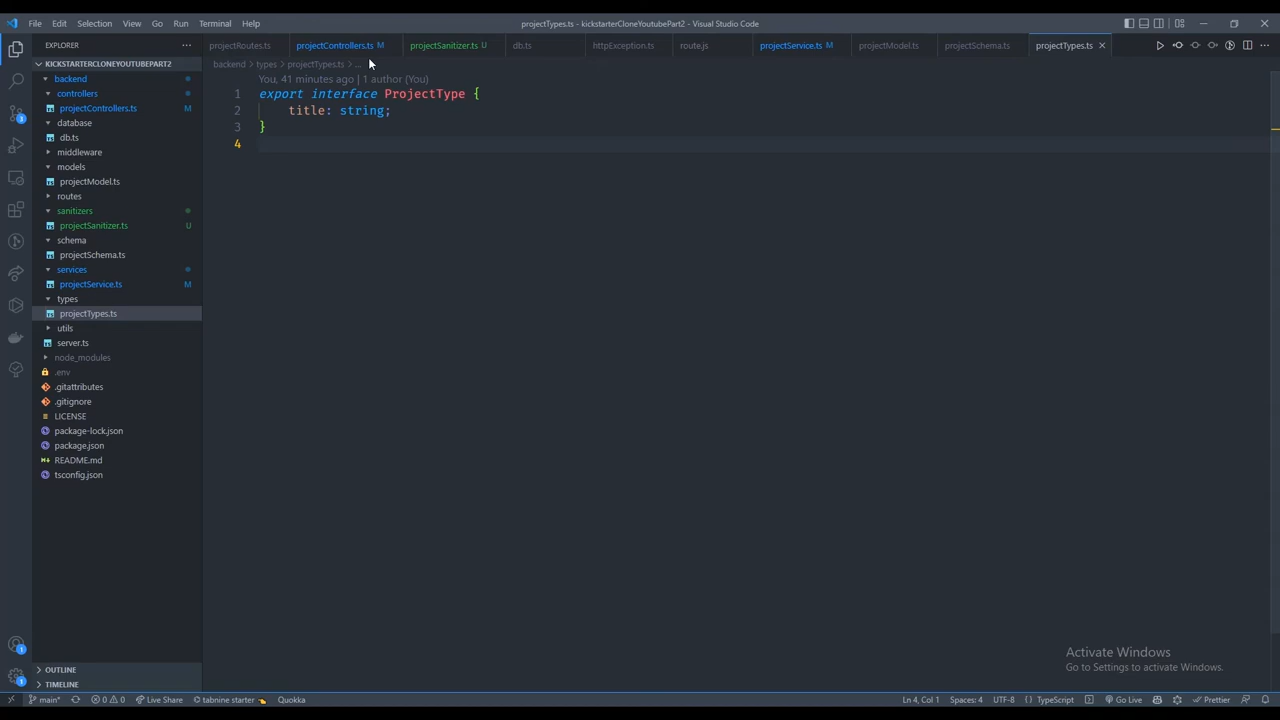 File Edit Selection View Go Run Terminal Help
projectTypes.ts - kickstarterCloneYoutubePart2 - Visual Studio Code
EXPLORER
KICKSTARTERCLONEYOUTUBEPART2
backend
controllers
projectControllers.ts M
database
db.ts
middleware
models
projectModel.ts
routes
sanitizers
projectSanitizer.ts U
schema
projectSchema.ts
services
projectService.ts M
types
projectTypes.ts
utils
server.ts
node_modules
.env
.gitattributes
.gitignore
LICENSE
package-lock.json
package.json
README.md
tsconfig.json
OUTLINE
TIMELINE
projectRoutes.ts projectControllers.ts M projectSanitizer.ts U db.ts httpException.ts route.js projectService.ts M projectModel.ts projectSchema.ts projectTypes.ts
backend > types > projectTypes.ts > ...
You, 41 minutes ago | 1 author (You)
1 export interface ProjectType {
2 title: string;
3 }
4
3
1
1
Activate Windows
Go to Settings to activate Windows.
main* 0 0 Live Share tabnine starter Quokka Ln 4, Col 1 Spaces: 4 UTF-8 {} TypeScript Go Live Prettier